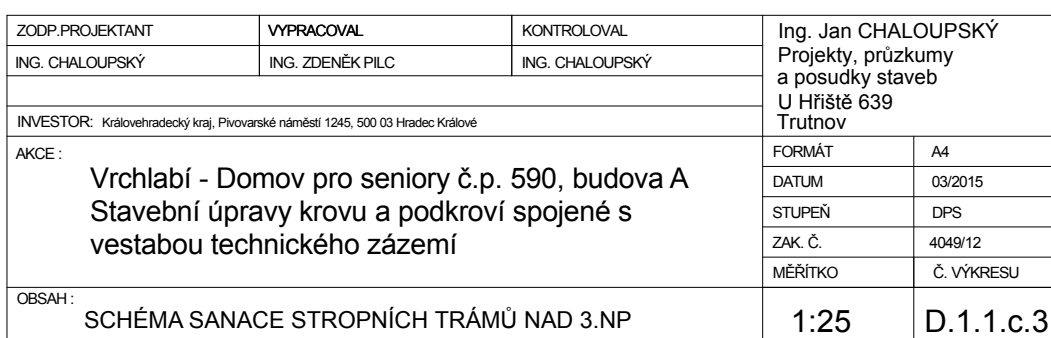 ZODP.PROJEKTANT VYPRACOVAL KONTROLOVAL
ING. CHALOUPSKÝ ING. ZDENĚK PILC ING. CHALOUPSKÝ
INVESTOR: Královehradecký kraj, Pivovarské náměstí 1245, 500 03 Hradec Králové
Ing. Jan CHALOUPSKÝ
Projekty, průzkumy
a posudky staveb
U Hřiště 639
Trutnov
AKCE :
Vrchlabí - Domov pro seniory č.p. 590, budova A
Stavební úpravy krovu a podkroví spojené s
vestabou technického zázemí
FORMÁT A4
DATUM 03/2015
STUPEŇ DPS
ZAK. Č. 4049/12
MĚŘÍTKO Č. VÝKRESU
OBSAH :
SCHÉMA SANACE STROPNÍCH TRÁMŮ NAD 3.NP
1:25 D.1.1.c.3